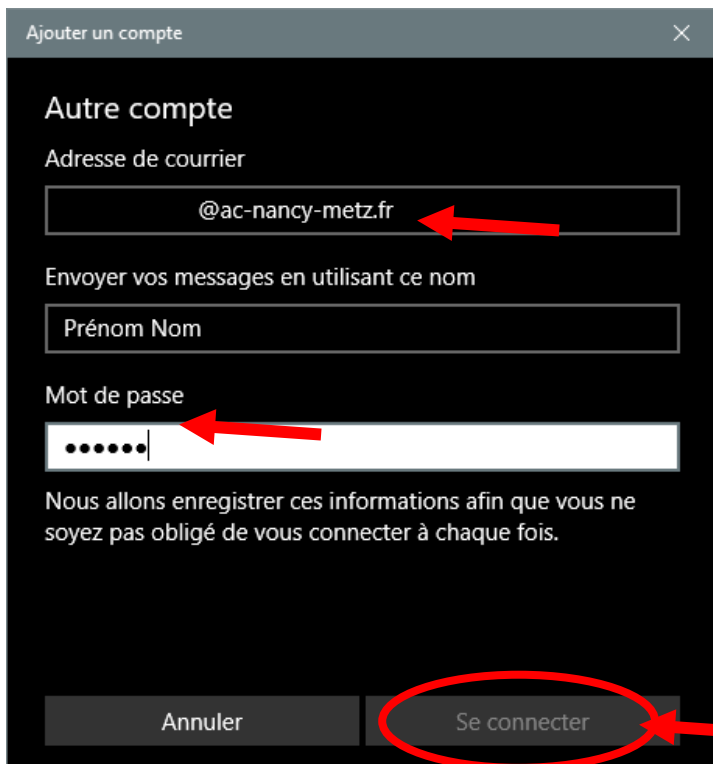 Ajouter un compte
Autre compte
Adresse de courrier
@ac-nancy-metz.fr
Envoyer vos messages en utilisant ce nom
Prénom Nom
Mot de passe
••••••
Nous allons enregistrer ces informations afin que vous ne
soyez pas obligé de vous connecter à chaque fois.
Annuler
Se connecter